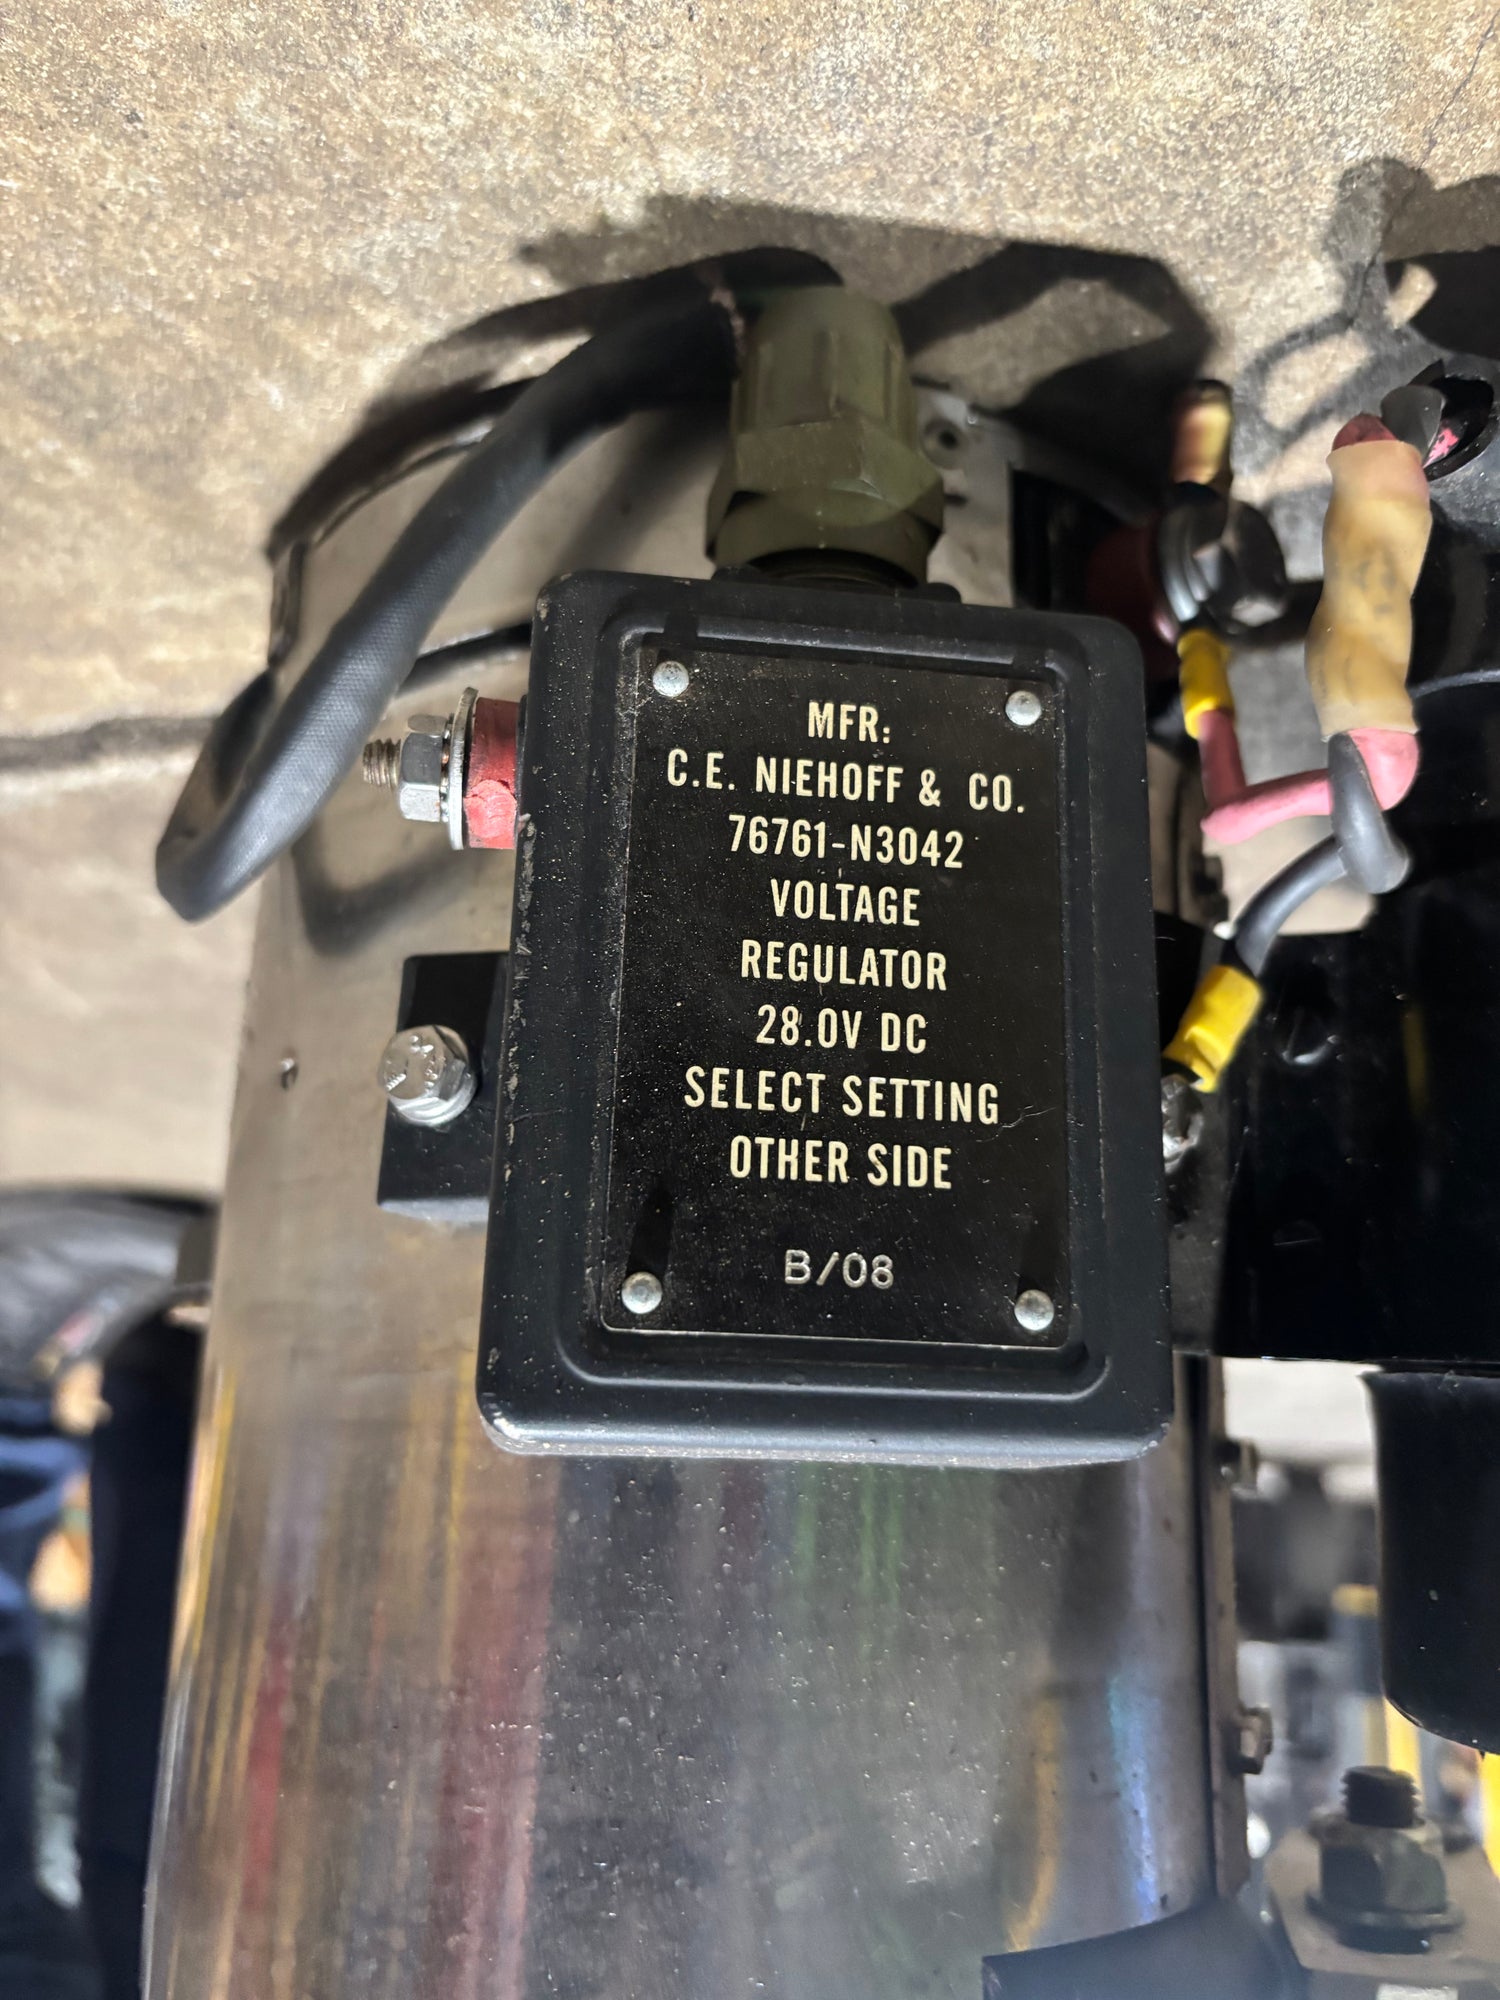 MFR:
C.E. NIEHOFF & CO.
76761-N3042
VOLTAGE
REGULATOR
28.0V DC
SELECT SETTING
OTHER SIDE
B/08